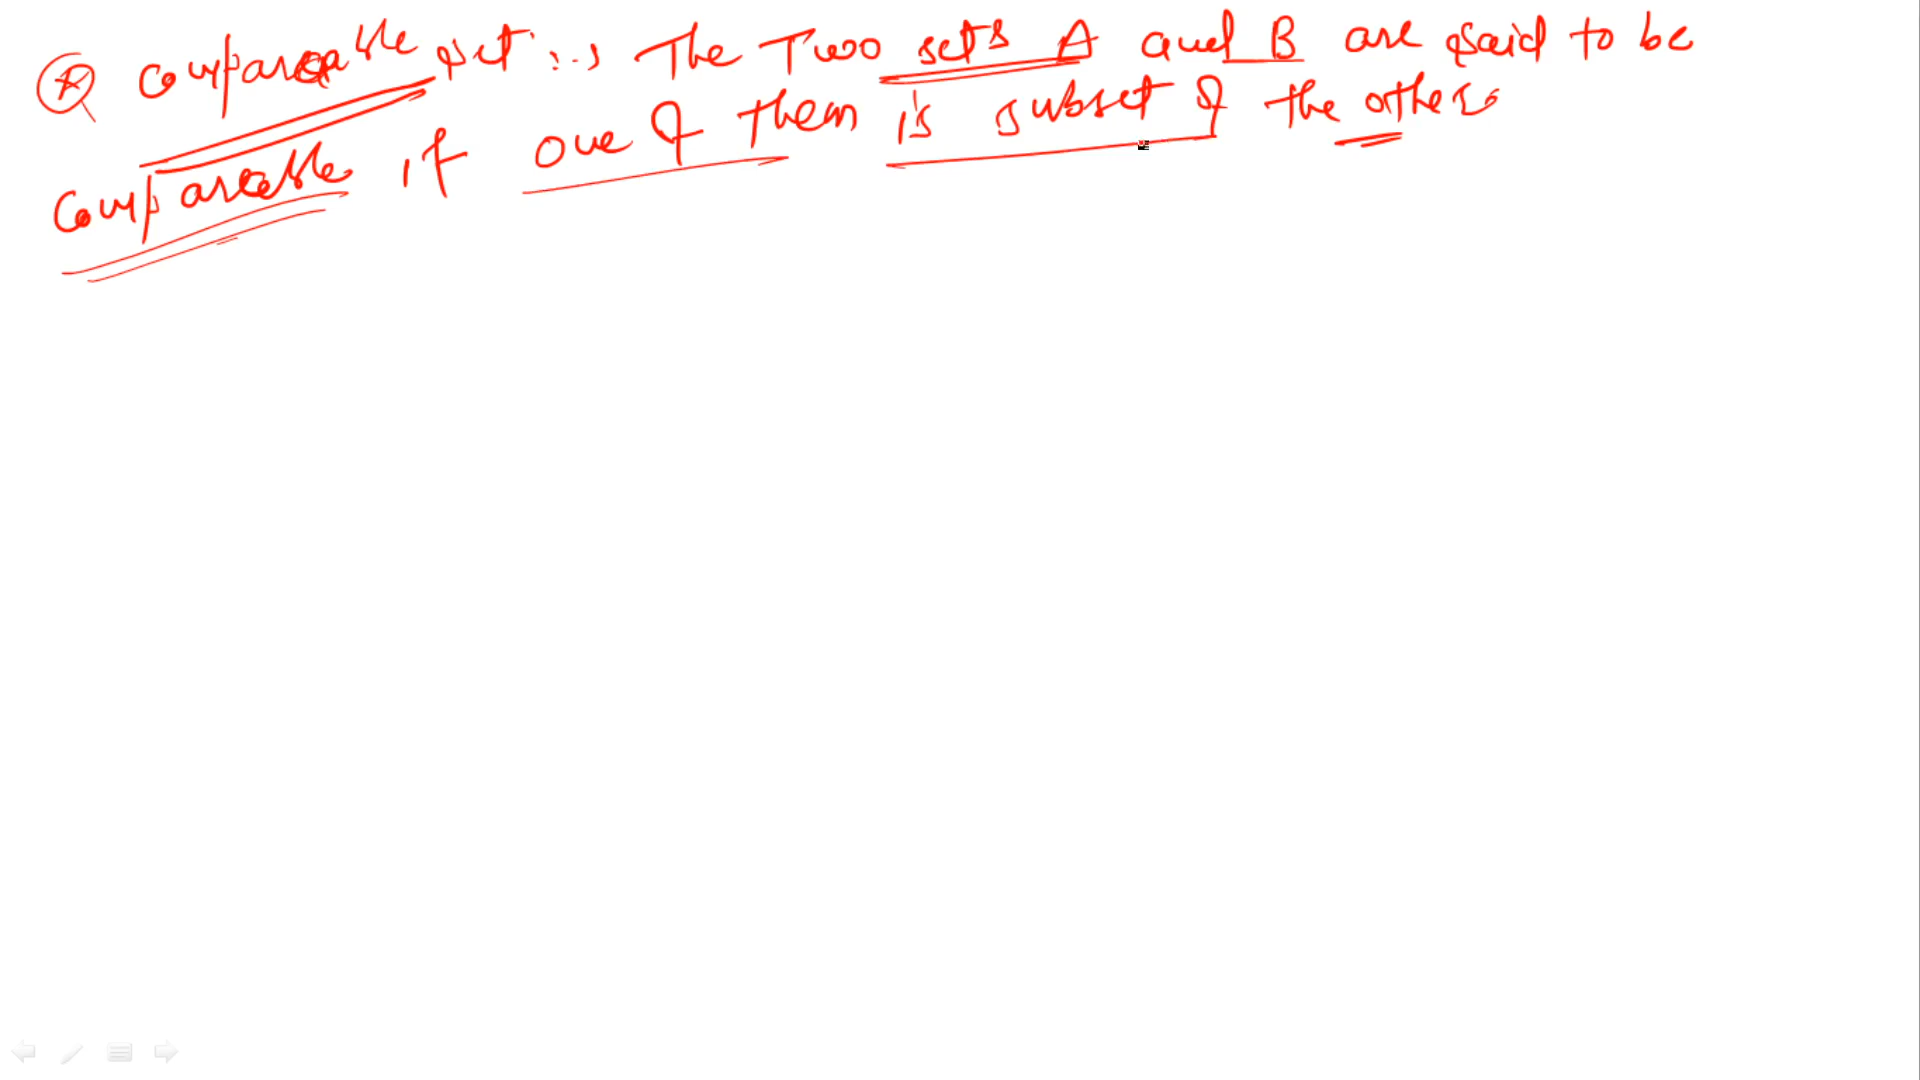 Comparable set :-> The Two sets A and B are said to be
comparable if one of them is subset of the others